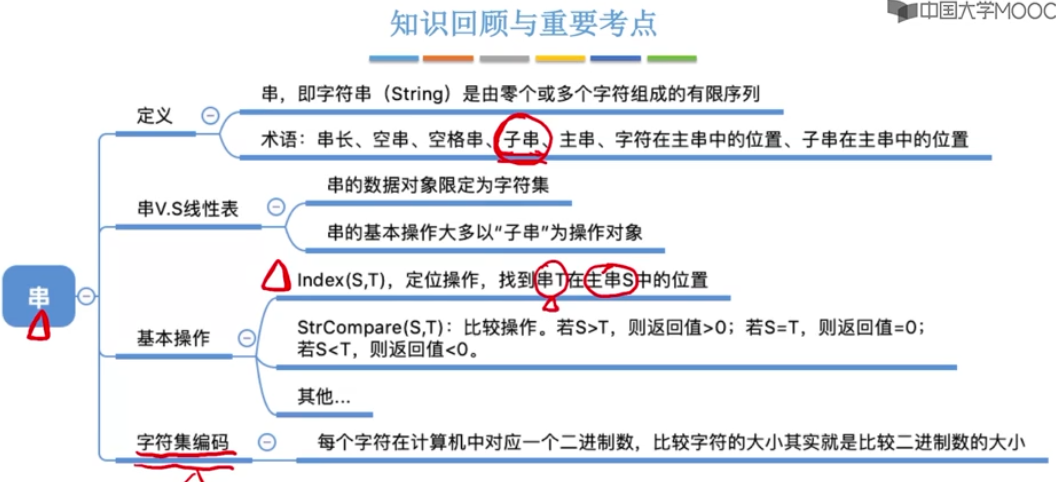 中国大学MOOC
知识回顾与重要考点
定义
串，即字符串（String）是由零个或多个字符组成的有限序列
术语：串长、空串、空格串、子串、主串、字符在主串中的位置、子串在主串中的位置
串V.S线性表
串的数据对象限定为字符集
串的基本操作大多以“子串”为操作对象
串
基本操作
Index(S,T)，定位操作，找到串T在主串S中的位置
StrCompare(S,T)：比较操作。若S>T，则返回值>0；若S=T，则返回值=0；
若S<T，则返回值<0。
其他...
字符集编码
每个字符在计算机中对应一个二进制数，比较字符的大小其实就是比较二进制数的大小